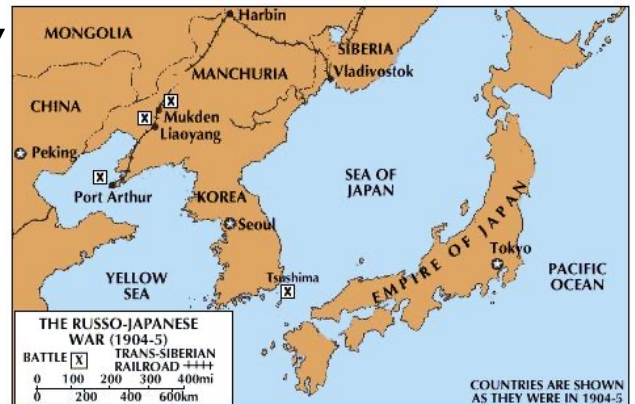 Harbin
MONGOLIA
SIBERIA
MANCHURIA
Vladivostok
CHINA
X
X
Mukden
Liaoyang
Peking
X
Port Arthur
KOREA
SEA OF
JAPAN
Seoul
EMPIRE OF JAPAN
Tokyo
YELLOW
SEA
Tsushima
X
PACIFIC
OCEAN
THE RUSSO-JAPANESE
WAR (1904-5)
BATTLE X TRANS-SIBERIAN
RAILROAD
0 100 200 300 400mi
0 200 400 600km
COUNTRIES ARE SHOWN
AS THEY WERE IN 1904-5